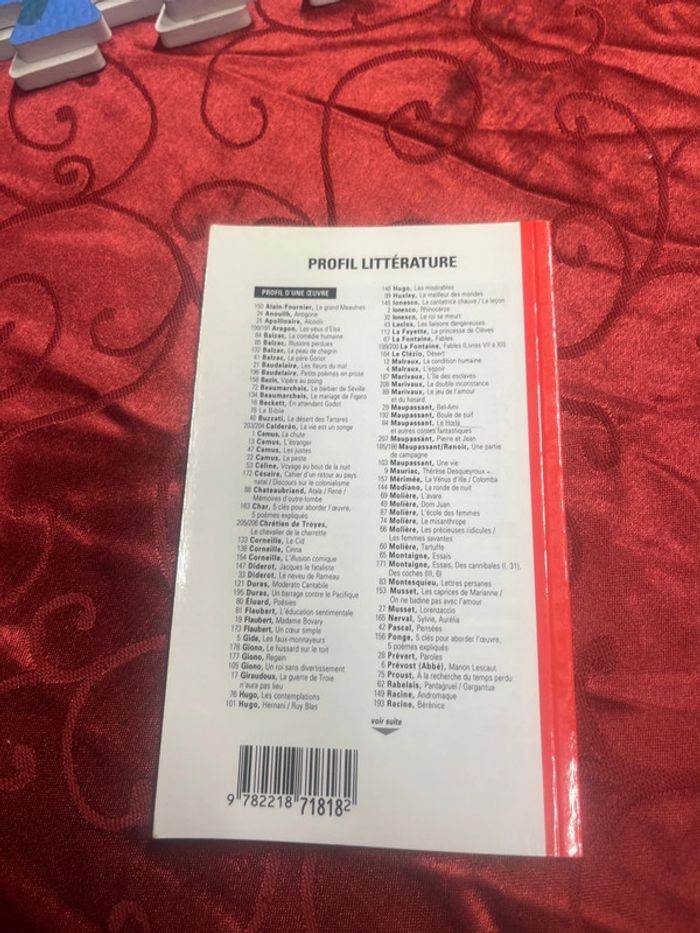 PROFIL LITTÉRATURE
PROFIL D'UNE ŒUVRE
150 Alain-Fournier, Le grand Meaulnes
24 Anouilh, Antigone
25 Apollinaire, Alcools
190/191 Aragon, Les yeux d'Elsa
64 Balzac, La comédie humaine
85 Balzac, Illusions perdues
132 Balzac, La peau de chagrin
41 Balzac, Le père Goriot
21 Baudelaire, Les fleurs du mal
196 Baudelaire, Petits poèmes en prose
158 Bazin, Vipère au poing
72 Beaumarchais, Le barbier de Séville
134 Beaumarchais, Le mariage de Figaro
16 Beckett, En attendant Godot
78 La Bible
40 Buzzati, Le désert des Tartares
203/204 Calderón, La vie est un songe
1 Camus, La chute
13 Camus, L'étranger
47 Camus, Les justes
22 Camus, La peste
53 Céline, Voyage au bout de la nuit
172 Césaire, Cahier d'un retour au pays
natal / Discours sur le colonialisme
88 Chateaubriand, Atala / René /
Mémoires d'outre-tombe
163 Char, 5 clés pour aborder l'œuvre,
5 poèmes expliqués
205/206 Chrétien de Troyes,
Le chevalier de la charrette
133 Corneille, Le Cid
138 Corneille, Cinna
154 Corneille, L'illusion comique
147 Diderot, Jacques le fataliste
33 Diderot, Le neveu de Rameau
121 Duras, Moderato Cantabile
195 Duras, Un barrage contre le Pacifique
80 Éluard, Poésies
81 Flaubert, L'éducation sentimentale
19 Flaubert, Madame Bovary
173 Flaubert, Un cœur simple
5 Gide, Les faux-monnayeurs
178 Giono, Le hussard sur le toit
177 Giono, Regain
105 Giono, Un roi sans divertissement
17 Giraudoux, La guerre de Troie
n'aura pas lieu
76 Hugo, Les contemplations
101 Hugo, Hernani / Ruy Blas
146 Hugo, Les misérables
99 Huxley, Le meilleur des mondes
145 Ionesco, La cantatrice chauve / La leçon
2 Ionesco, Rhinocéros
32 Ionesco, Le roi se meurt
43 Laclos, Les liaisons dangereuses
112 La Fayette, La princesse de Clèves
67 La Fontaine, Fables
199/200 La Fontaine, Fables (Livres VII à XII)
164 Le Clézio, Désert
12 Malraux, La condition humaine
4 Malraux, L'espoir
187 Marivaux, L'île des esclaves
208 Marivaux, La double inconstance
89 Marivaux, Le jeu de l'amour
et du hasard
29 Maupassant, Bel-Ami
192 Maupassant, Boule de suif
84 Maupassant, Le Horla
et autres contes fantastiques
207 Maupassant, Pierre et Jean
185/186 Maupassant/Renoir, Une partie
de campagne
103 Maupassant, Une vie
9 Mauriac, Thérèse Desqueyroux
157 Mérimée, La Vénus d'Ille / Colomba
144 Modiano, La ronde de nuit
69 Molière, L'avare
49 Molière, Dom Juan
87 Molière, L'école des femmes
74 Molière, Le misanthrope
66 Molière, Les précieuses ridicules /
Les femmes savantes
60 Molière, Tartuffe
65 Montaigne, Essais
171 Montaigne, Essais, Des cannibales (I, 31),
Des coches (III, 6)
83 Montesquieu, Lettres persanes
153 Musset, Les caprices de Marianne /
On ne badine pas avec l'amour
27 Musset, Lorenzaccio
165 Nerval, Sylvie, Aurélia
42 Pascal, Pensées
156 Ponge, 5 clés pour aborder l'œuvre,
5 poèmes expliqués
28 Prévert, Paroles
6 Prévost (Abbé), Manon Lescaut
75 Proust, À la recherche du temps perdu
62 Rabelais, Pantagruel / Gargantua
149 Racine, Andromaque
193 Racine, Bérénice
voir suite
9 782218 718182